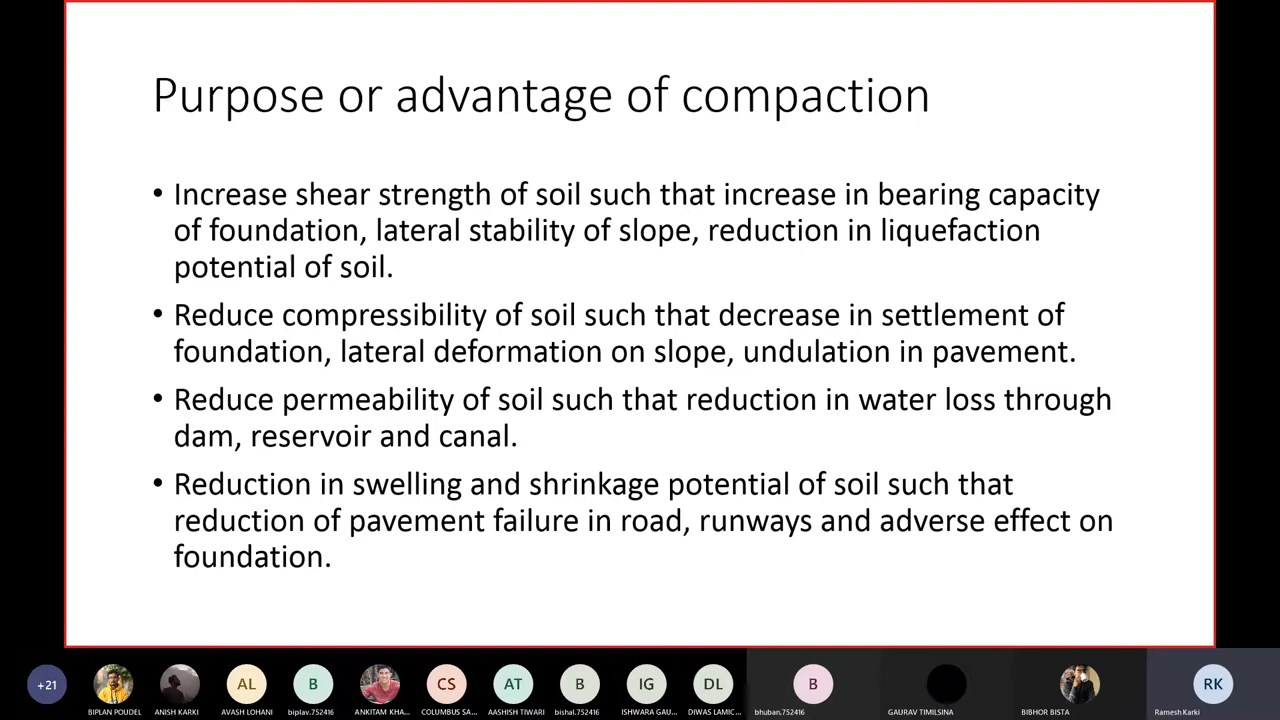 Purpose or advantage of compaction
• Increase shear strength of soil such that increase in bearing capacity
of foundation, lateral stability of slope, reduction in liquefaction
potential of soil.
• Reduce compressibility of soil such that decrease in settlement of
foundation, lateral deformation on slope, undulation in pavement.
• Reduce permeability of soil such that reduction in water loss through
dam, reservoir and canal.
• Reduction in swelling and shrinkage potential of soil such that
reduction of pavement failure in road, runways and adverse effect on
foundation.
+21 AL B CS AT B IG DL B RK
BIPLAN POUDEL ANISH KARKI AVASH LOHANI biplav.752416 ANKITAM KHA... COLUMBUS SA... AASHISH TIWARI bishal.752416 ISHWARA GAU... DIWAS LAMIC... bhuban.752416 GAURAV TIMILSINA BIBHOR BISTA Ramesh Karki